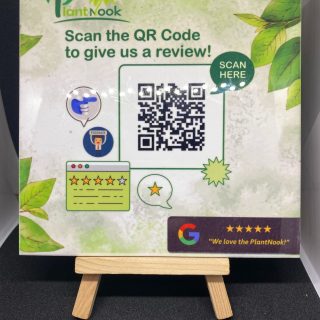 PlantNook
Scan the QR Code
to give us a review!
SCAN
HERE
G
"We love the PlantNook!"